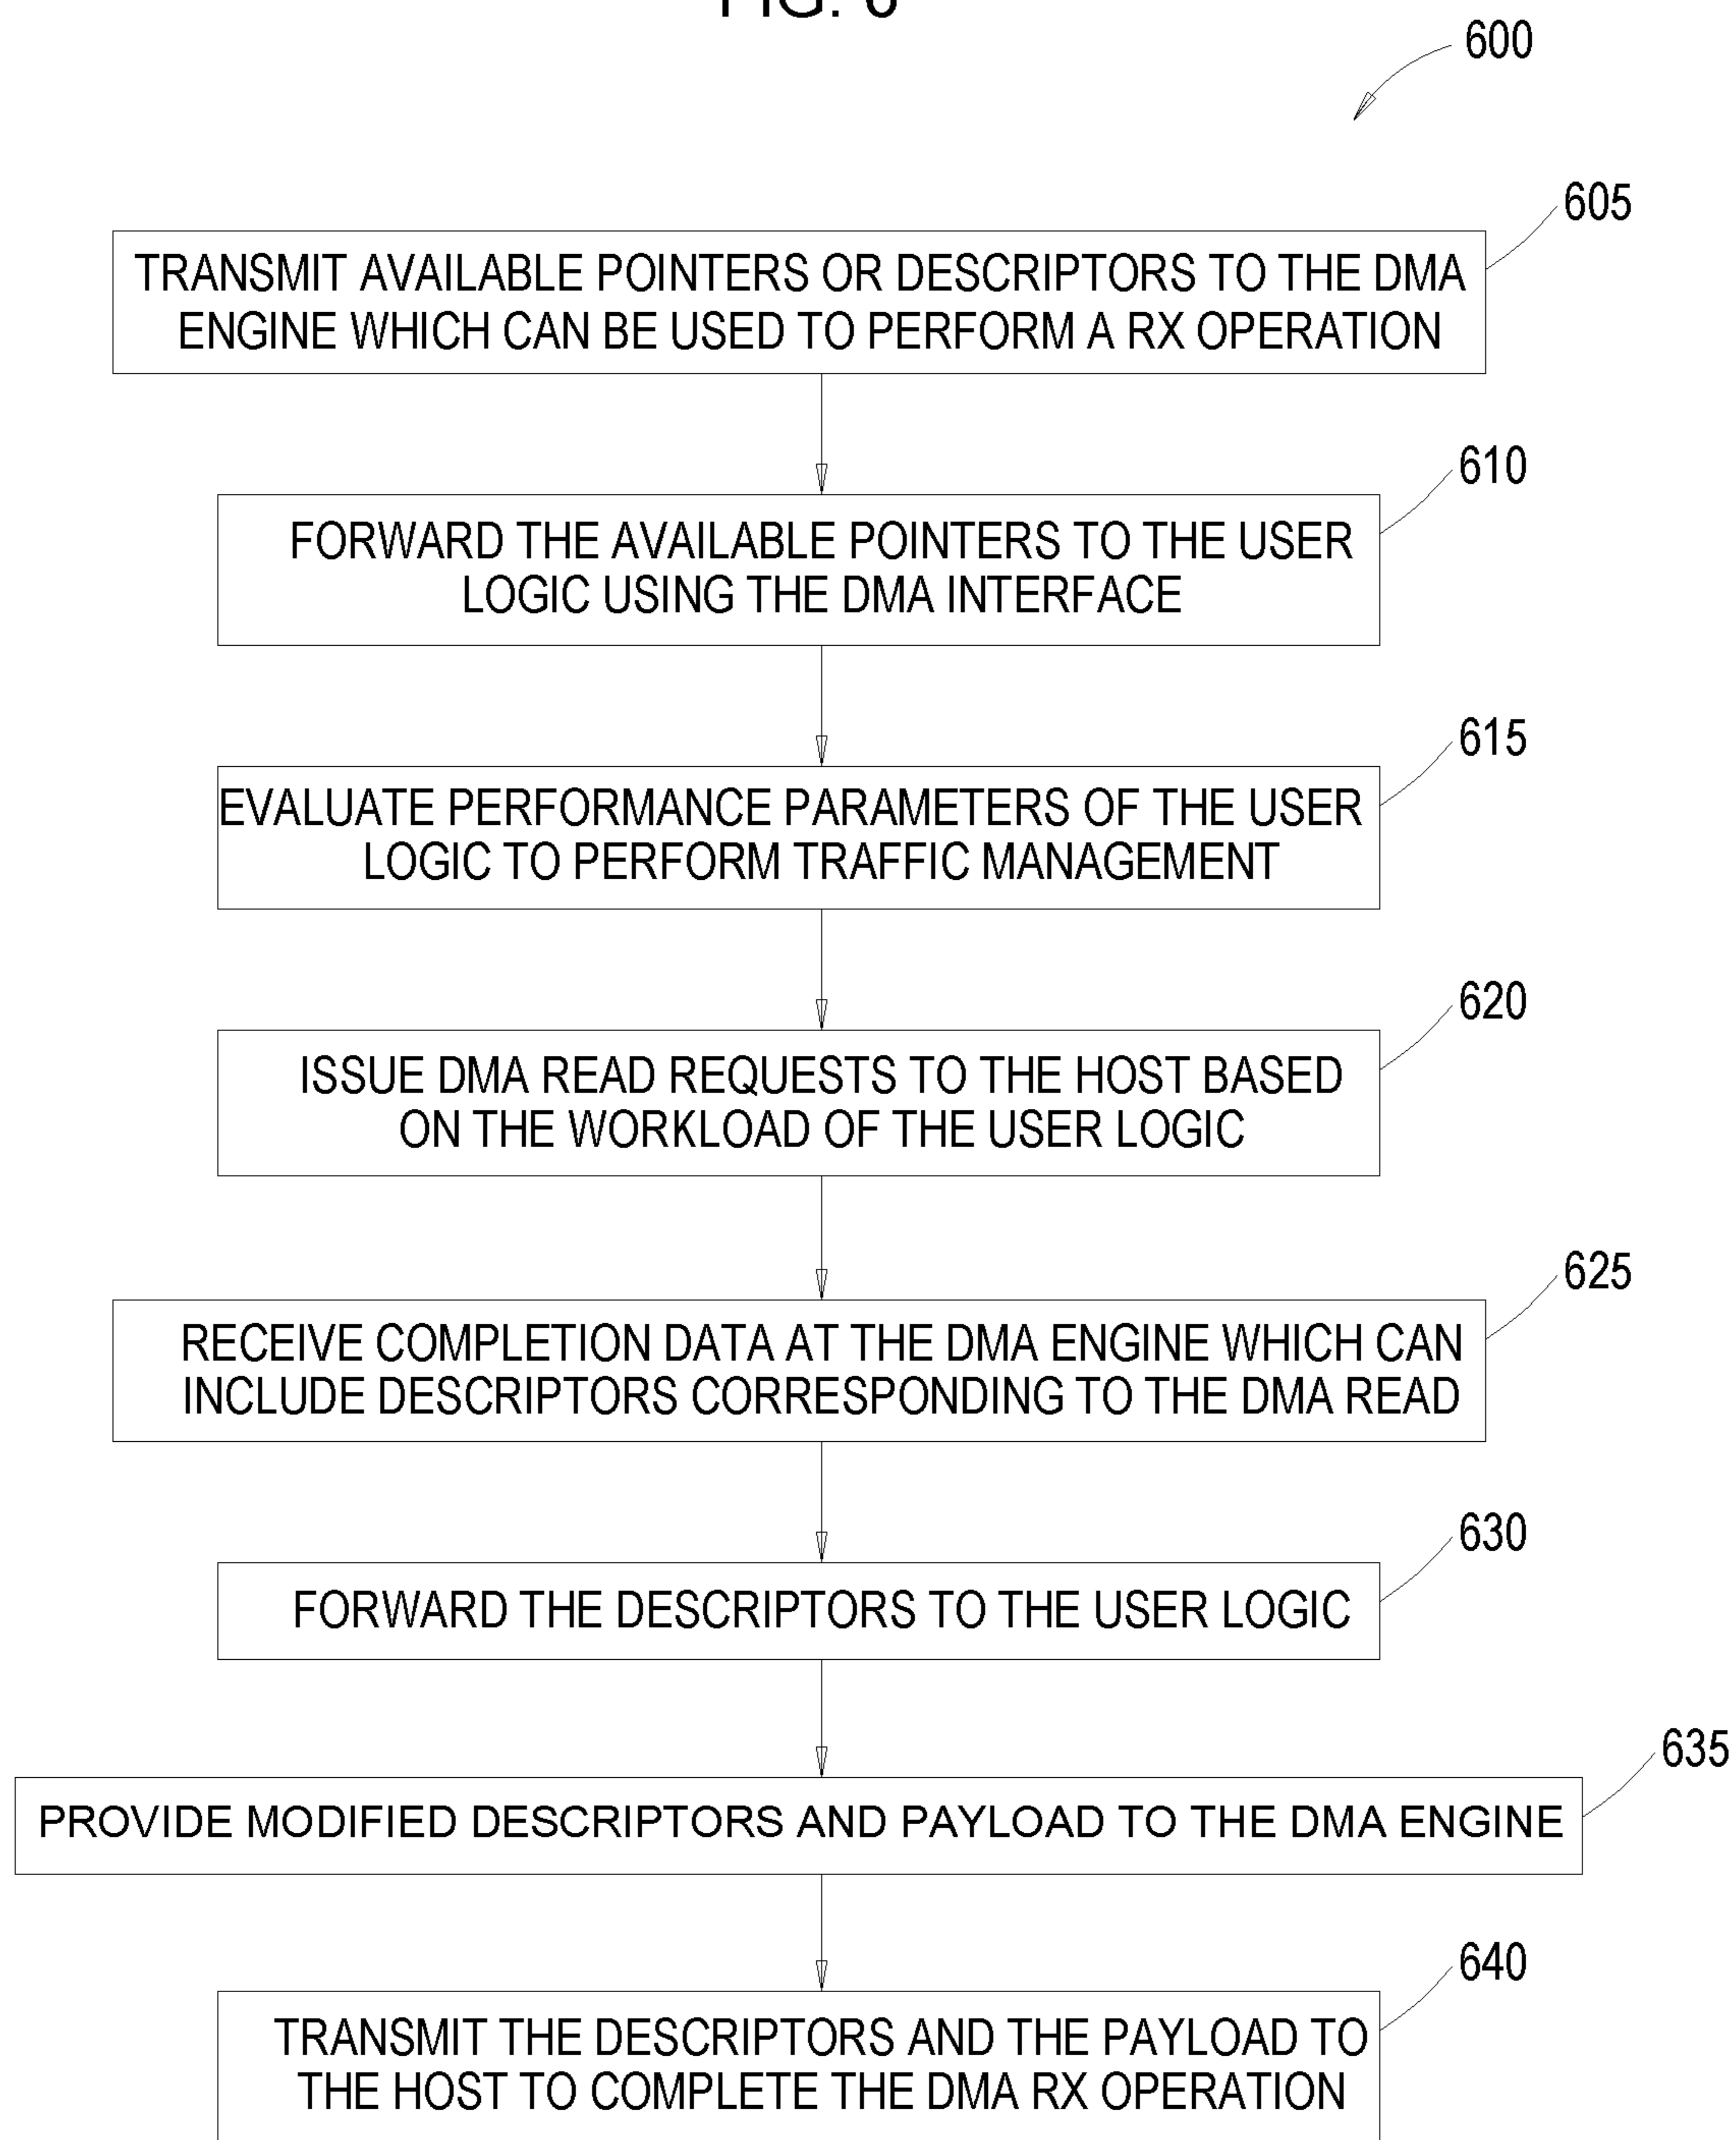 FIG. 6
600
605
TRANSMIT AVAILABLE POINTERS OR DESCRIPTORS TO THE DMA
ENGINE WHICH CAN BE USED TO PERFORM A RX OPERATION
610
FORWARD THE AVAILABLE POINTERS TO THE USER
LOGIC USING THE DMA INTERFACE
615
EVALUATE PERFORMANCE PARAMETERS OF THE USER
LOGIC TO PERFORM TRAFFIC MANAGEMENT
620
ISSUE DMA READ REQUESTS TO THE HOST BASED
ON THE WORKLOAD OF THE USER LOGIC
625
RECEIVE COMPLETION DATA AT THE DMA ENGINE WHICH CAN
INCLUDE DESCRIPTORS CORRESPONDING TO THE DMA READ
630
FORWARD THE DESCRIPTORS TO THE USER LOGIC
635
PROVIDE MODIFIED DESCRIPTORS AND PAYLOAD TO THE DMA ENGINE
640
TRANSMIT THE DESCRIPTORS AND THE PAYLOAD TO
THE HOST TO COMPLETE THE DMA RX OPERATION